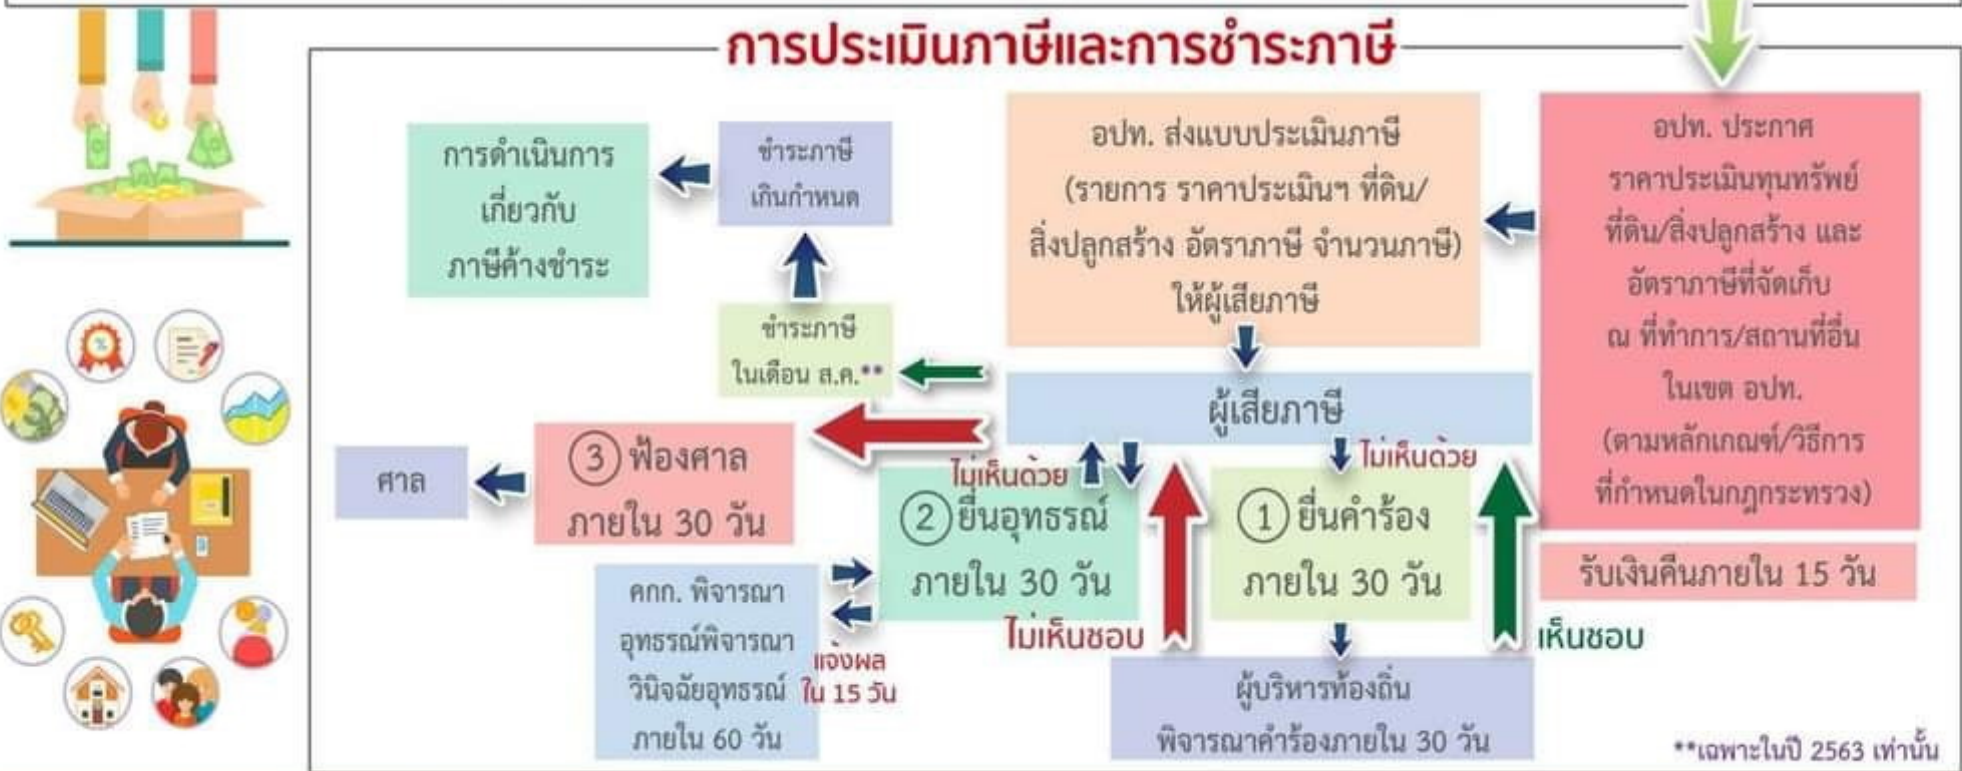 การประเมินภาษีและการชำระภาษี
อปท. ประกาศ
ราคาประเมินทุนทรัพย์
ที่ดิน/สิ่งปลูกสร้าง และ
อัตราภาษีที่จัดเก็บ
ณ ที่ทำการ/สถานที่อื่น
ในเขต อปท.
(ตามหลักเกณฑ์/วิธีการ
ที่กำหนดในกฎกระทรวง)
อปท. ส่งแบบประเมินภาษี
(รายการ ราคาประเมินฯ ที่ดิน/
สิ่งปลูกสร้าง อัตราภาษี จำนวนภาษี)
ให้ผู้เสียภาษี
ผู้เสียภาษี
ชำระภาษี
ในเดือน ส.ค.**
ชำระภาษี
เกินกำหนด
การดำเนินการ
เกี่ยวกับ
ภาษีค้างชำระ
ไม่เห็นด้วย
① ยื่นคำร้อง
ภายใน 30 วัน
ผู้บริหารท้องถิ่น
พิจารณาคำร้องภายใน 30 วัน
เห็นชอบ
รับเงินคืนภายใน 15 วัน
ไม่เห็นชอบ
ไม่เห็นด้วย
② ยื่นอุทธรณ์
ภายใน 30 วัน
คกก. พิจารณา
อุทธรณ์พิจารณา
วินิจฉัยอุทธรณ์
ภายใน 60 วัน
แจ้งผล
ใน 15 วัน
③ ฟ้องศาล
ภายใน 30 วัน
ศาล
**เฉพาะในปี 2563 เท่านั้น